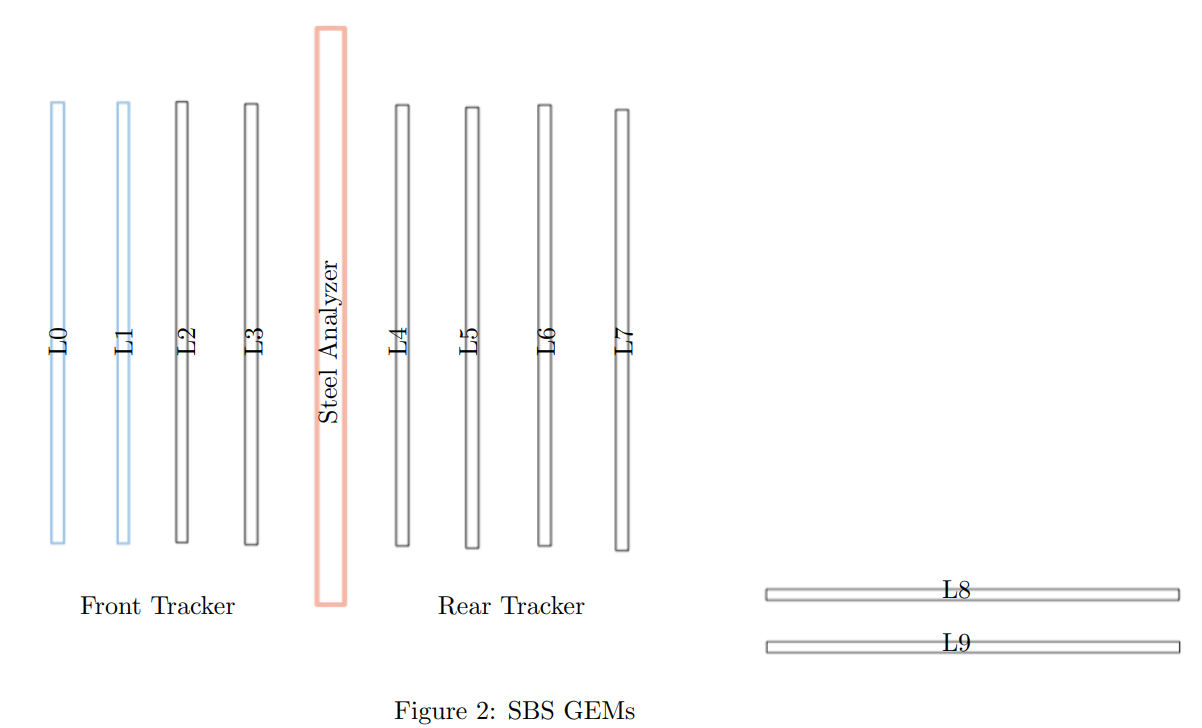 L0
L1
L2
L3
Steel Analyzer
L4
L5
L6
L7
Front Tracker
Rear Tracker
L8
L9
Figure 2: SBS GEMs